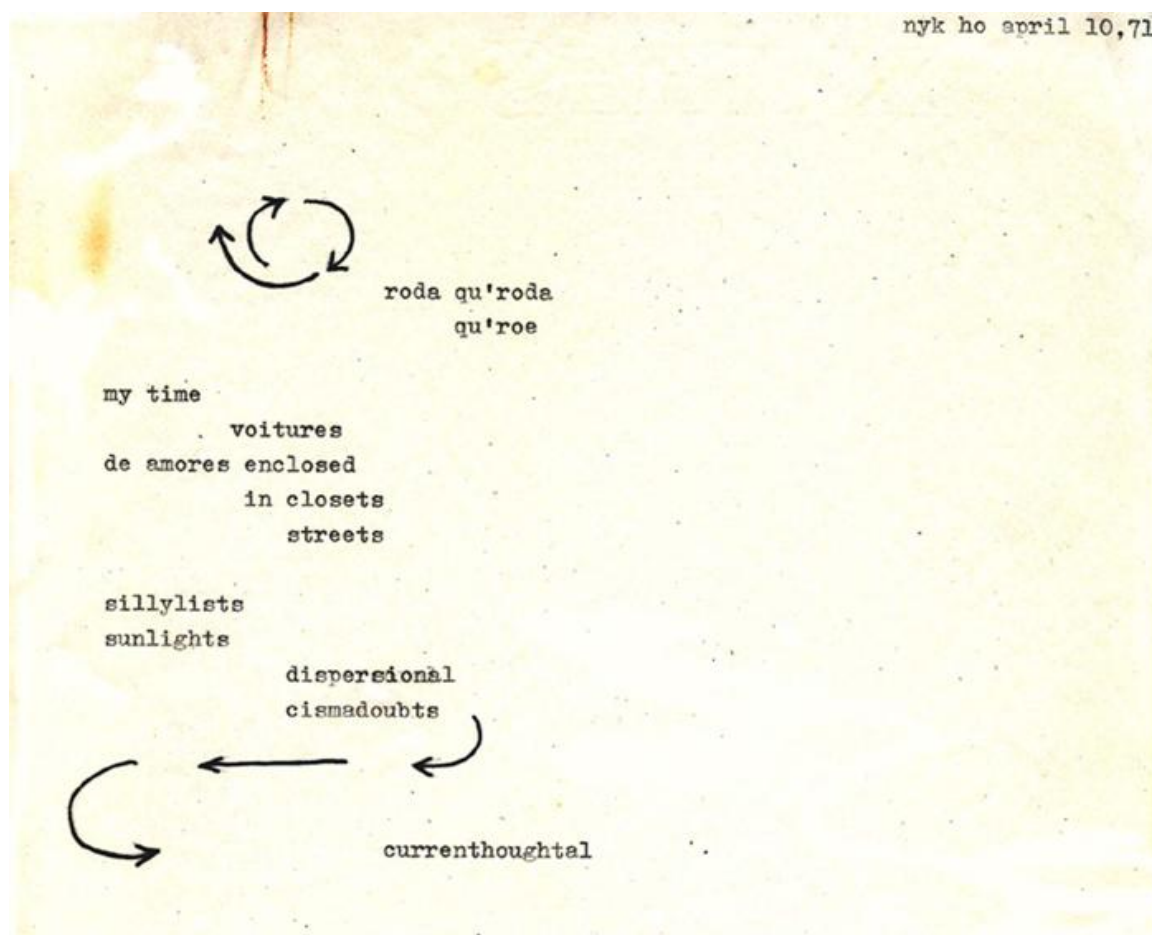 nyk ho april 10,71
roda qu'roda
qu'roe
my time
voitures
de amores enclosed
in closets
streets
sillylists
sunlights
dispersional
cismadoubts
currenthoughtal